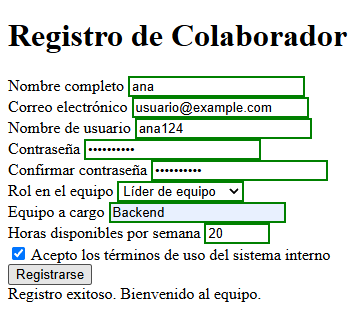 Registro de Colaborador
Nombre completo ana
Correo electrónico usuario@example.com
Nombre de usuario ana124
Contraseña ••••••••••
Confirmar contraseña ••••••••••
Rol en el equipo Líder de equipo
Equipo a cargo Backend
Horas disponibles por semana 20
Acepto los términos de uso del sistema interno
Registrarse
Registro exitoso. Bienvenido al equipo.